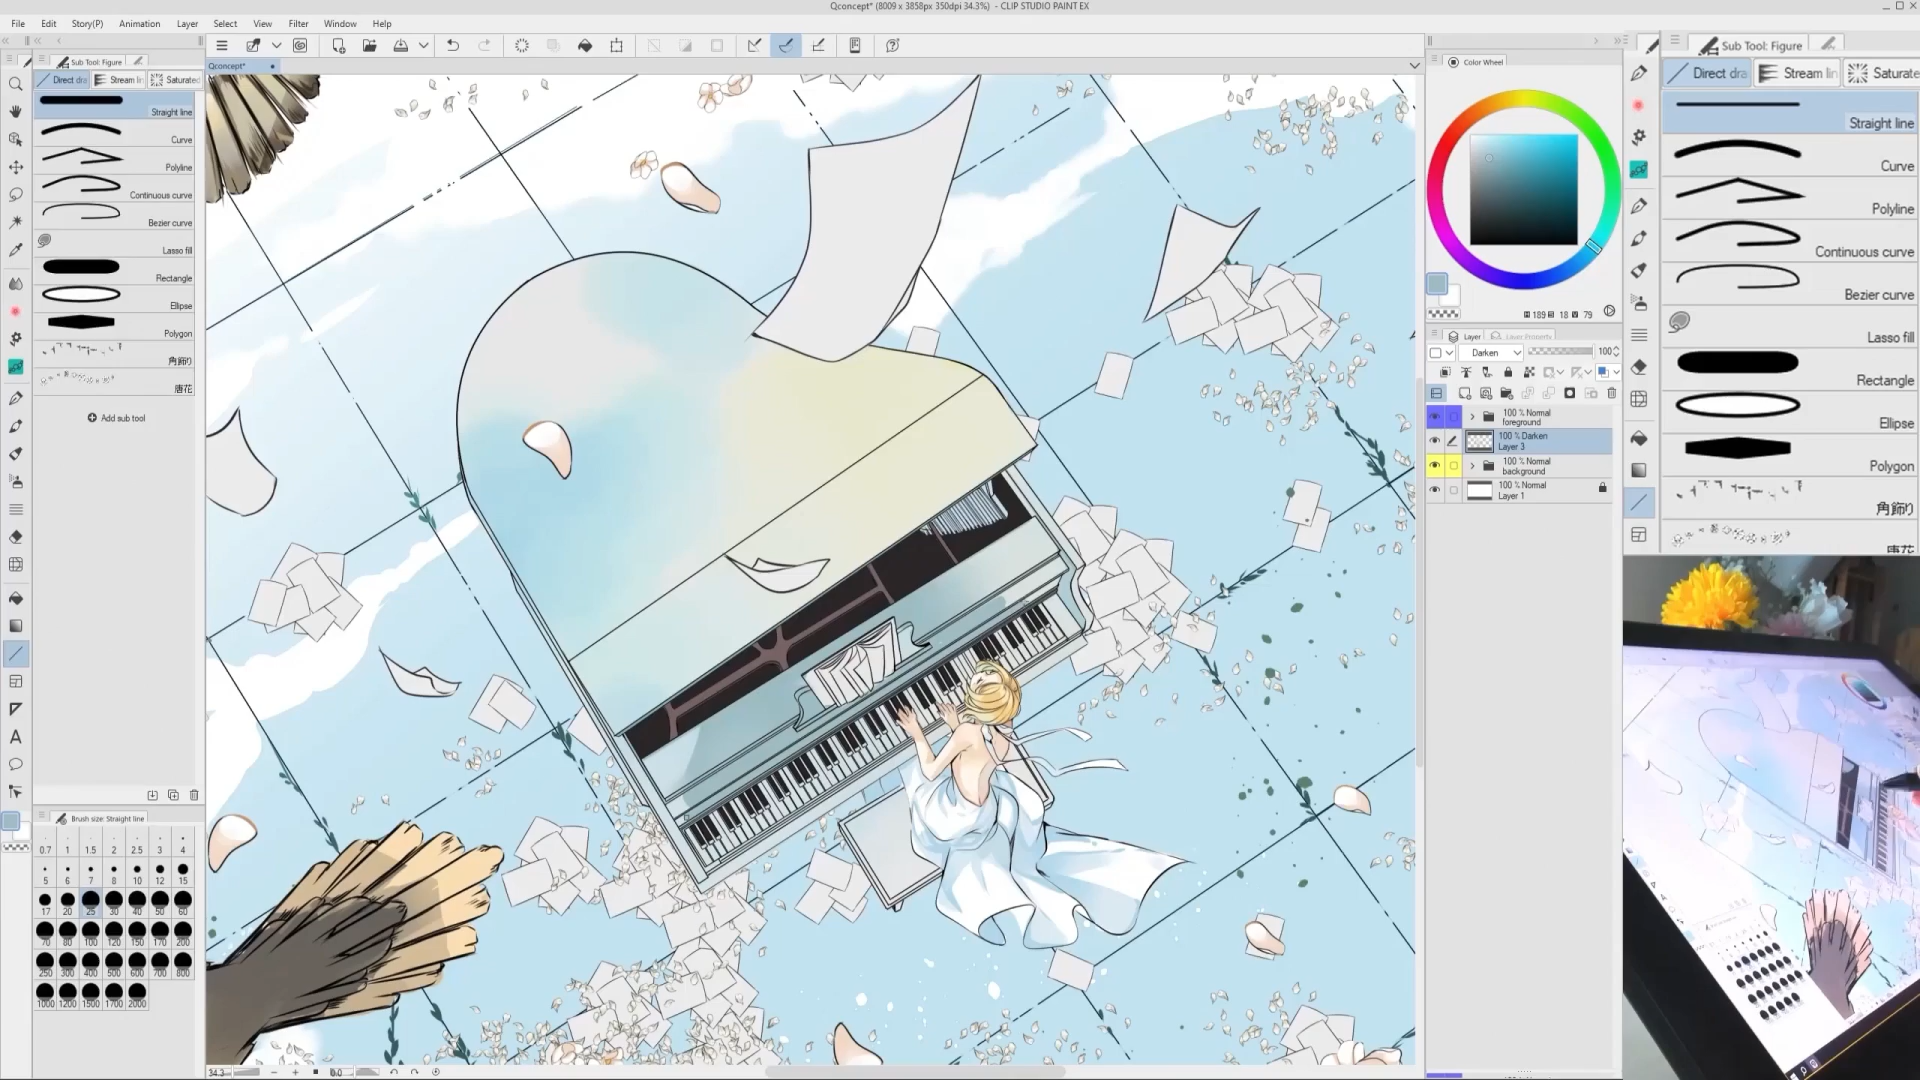 Qconcept* (8009 x 3858px 350dpi 34.3%) - CLIP STUDIO PAINT EX
File Edit Story(P) Animation Layer Select View Filter Window Help
Qconcept*
Sub Tool: Figure
Direct dra Stream lin Saturated
Straight line
Curve
Polyline
Continuous curve
Bezier curve
Lasso fill
Rectangle
Ellipse
Polygon
角飾り
唐花
Add sub tool
Brush size: Straight line
0.7 1 1.5 2 2.5 3 4
5 6 7 8 10 12 15
17 20 25 30 40 50 60
70 80 100 120 150 170 200
250 300 400 500 600 700 800
1000 1200 1500 1700 2000
34.3
0.0
Color Wheel
189 18 79
Layer Layer Property
Darken 100
100 % Normal
foreground
100 % Darken
Layer 3
100 % Normal
background
100 % Normal
Layer 1
Sub Tool: Figure
Direct dra Stream lin Saturate
Straight line
Curve
Polyline
Continuous curve
Bezier curve
Lasso fill
Rectangle
Ellipse
Polygon
角飾り